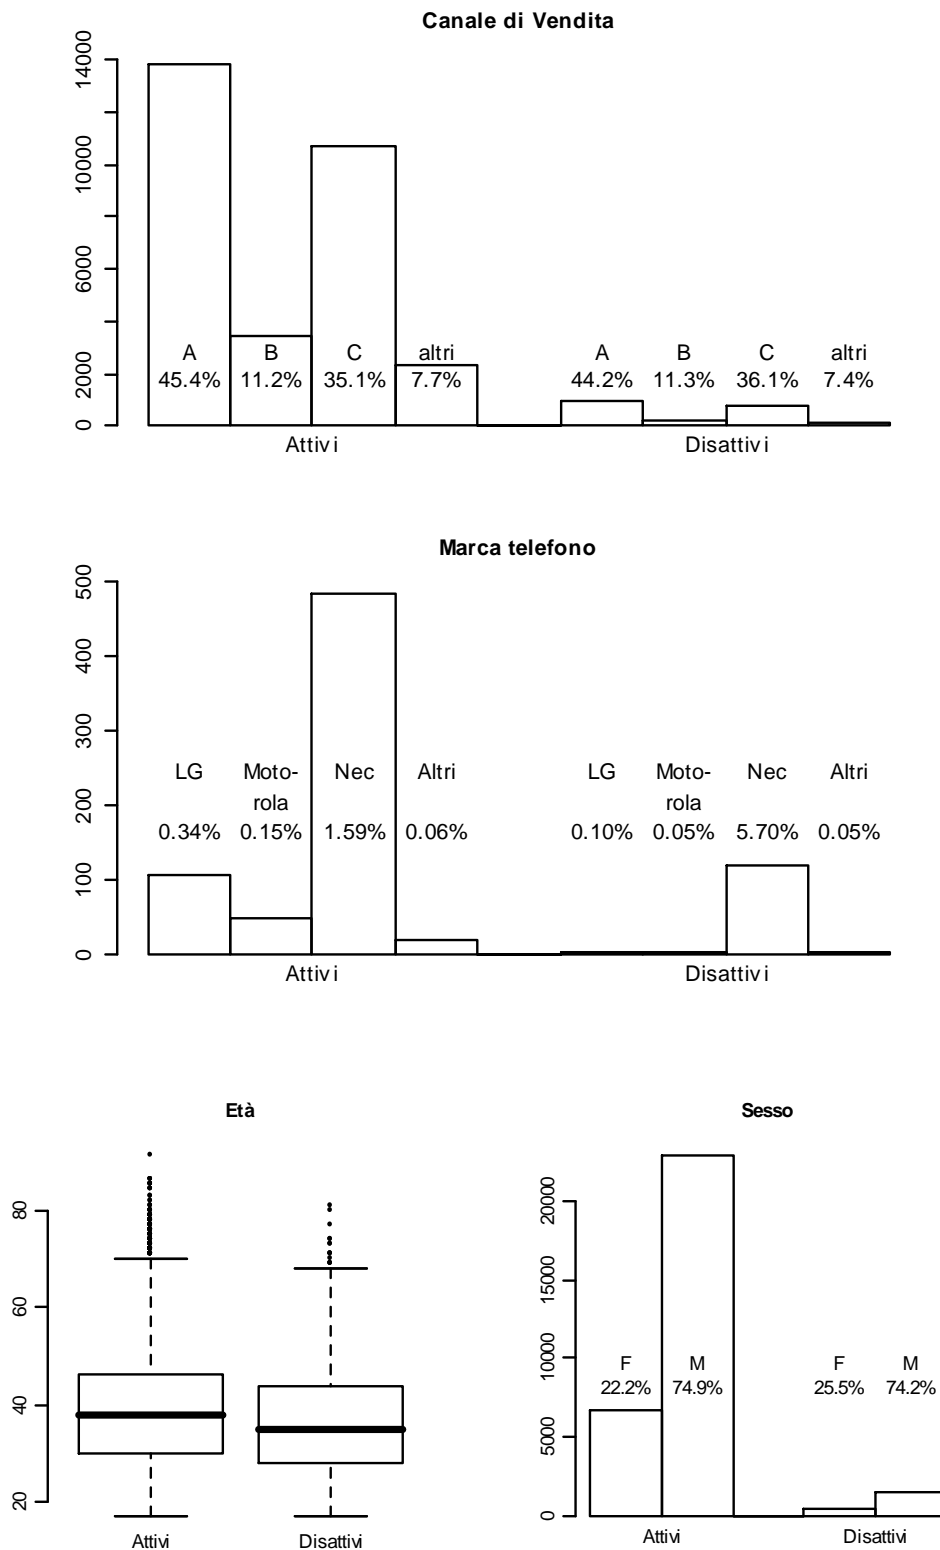 Canale di Vendita
14000
10000
6000
2000
0
A B C altri A B C altri
45.4% 11.2% 35.1% 7.7% 44.2% 11.3% 36.1% 7.4%
Attivi Disattivi
Marca telefono
500
400
300
200
100
0
LG Moto- Nec Altri LG Moto- Nec Altri
rola rola
0.34% 0.15% 1.59% 0.06% 0.10% 0.05% 5.70% 0.05%
Attivi Disattivi
Età
80
60
40
20
Attivi Disattivi
Sesso
20000
15000
10000
5000
0
F M F M
22.2% 74.9% 25.5% 74.2%
Attivi Disattivi